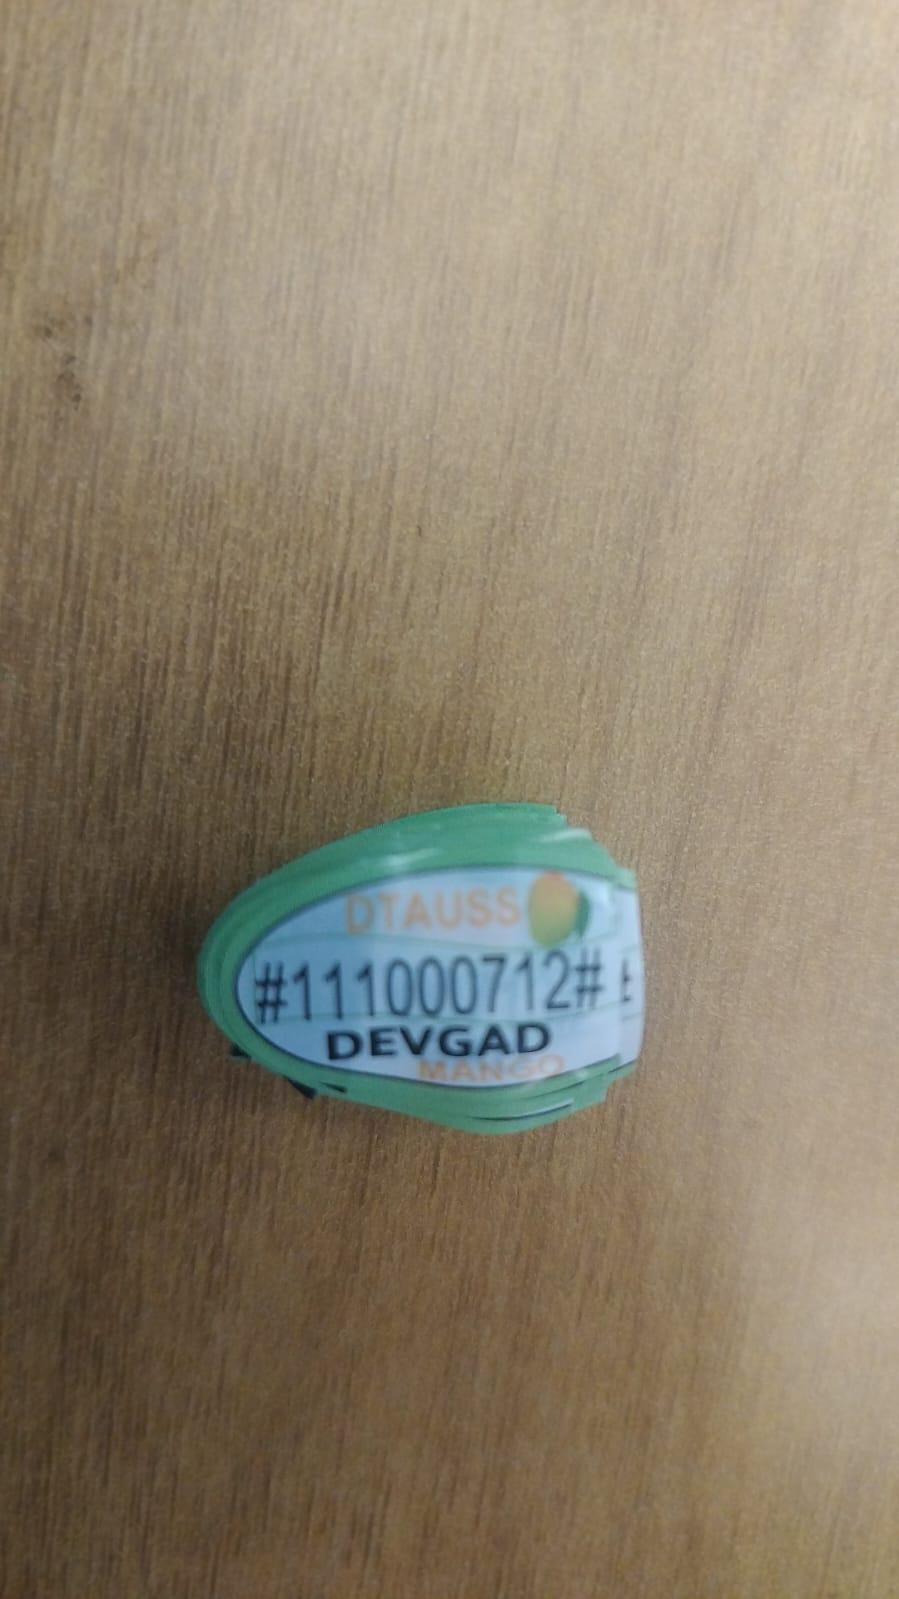 DTAUSS
#111000712#
DEVGAD
MANGO